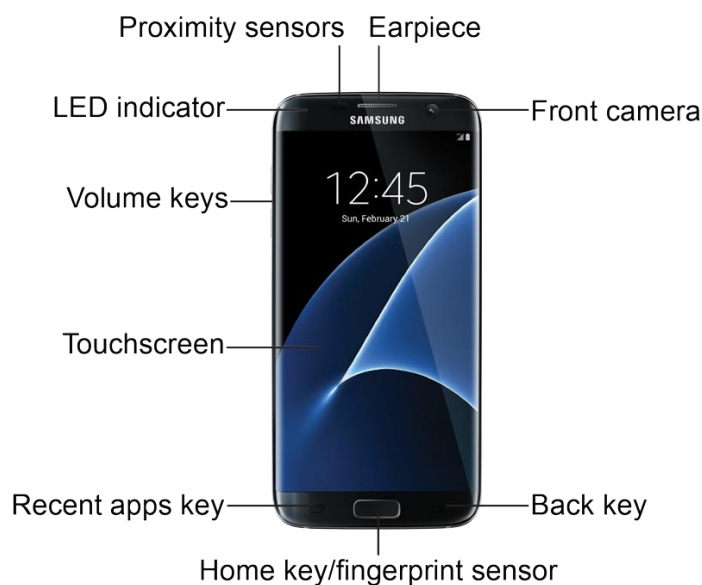 Proximity sensors Earpiece
LED indicator
Front camera
SAMSUNG
12:45
Sun, February 21
Volume keys
Touchscreen
Recent apps key
Back key
Home key/fingerprint sensor